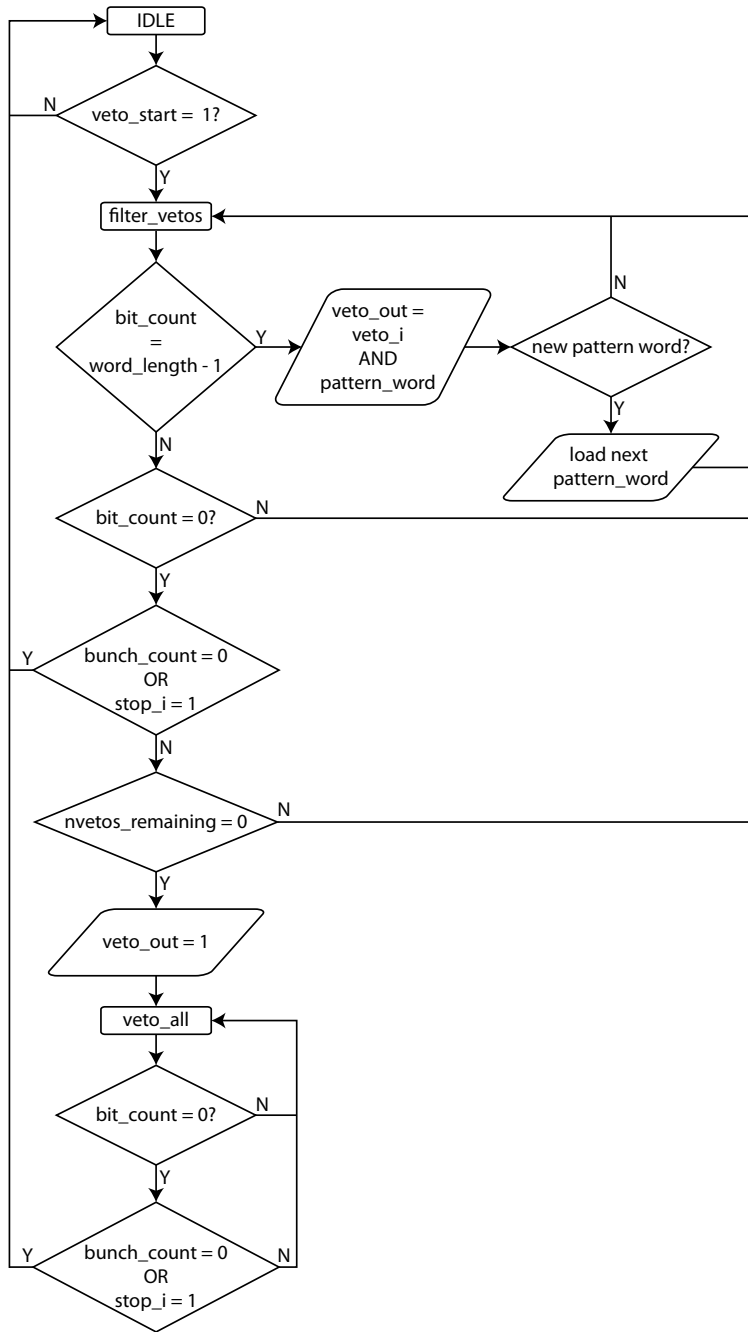 IDLE
N
veto_start = 1?
Y
filter_vetos
N
bit_count
=
word_length - 1
Y
veto_out =
veto_i
AND
pattern_word
new pattern word?
Y
N
load next
pattern_word
bit_count = 0?
N
Y
Y
bunch_count = 0
OR
stop_i = 1
N
nvetos_remaining = 0
N
Y
veto_out = 1
veto_all
bit_count = 0?
N
Y
Y
bunch_count = 0
OR
stop_i = 1
N